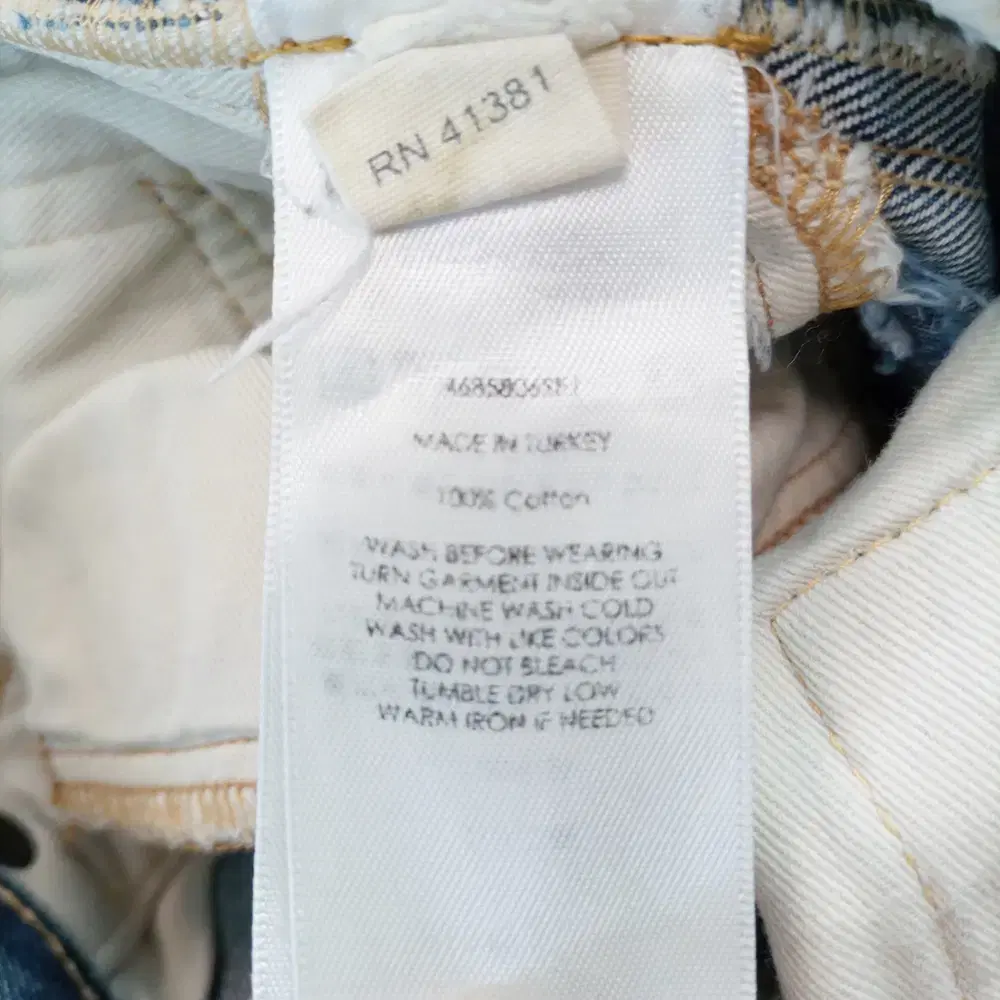 RN 41381
MADE IN TURKEY
100% Cotton
WASH BEFORE WEARING
TURN GARMENT INSIDE OUT
MACHINE WASH COLD
WASH WITH LIKE COLORS
DO NOT BLEACH
TUMBLE DRY LOW
WARM IRON IF NEEDED